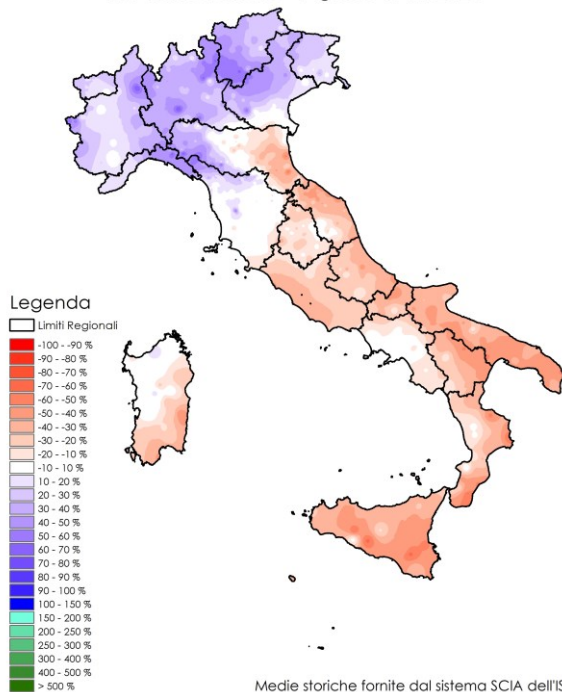 Legenda
Limiti Regionali
-100 - -90 %
-90 - -80 %
-80 - -70 %
-70 - -60 %
-60 - -50 %
-50 - -40 %
-40 - -30 %
-30 - -20 %
-20 - -10 %
-10 - 10 %
10 - 20 %
20 - 30 %
30 - 40 %
40 - 50 %
50 - 60 %
60 - 70 %
70 - 80 %
80 - 90 %
90 - 100 %
100 - 150 %
150 - 200 %
200 - 250 %
250 - 300 %
300 - 400 %
400 - 500 %
> 500 %
Medie storiche fornite dal sistema SCIA dell'IS